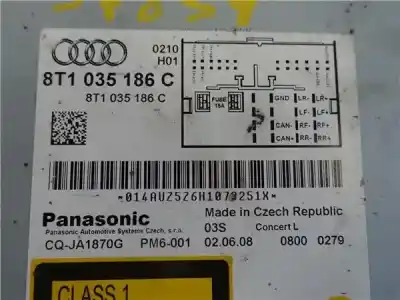 0210
H01
8T1 035 186 C
8T1 035 186 C
FUSE
15A
GND LR- LR+
LF- LF+
CAN- RF- RF+
CAN+ RR- RR+
014AUZ5Z6H1079251X
Panasonic
Made in Czech Republic
Panasonic Automotive Systems Czech, s.r.o.
03S Concert L
CQ-JA1870G PM6-001 02.06.08 0800 0279
CLASS 1